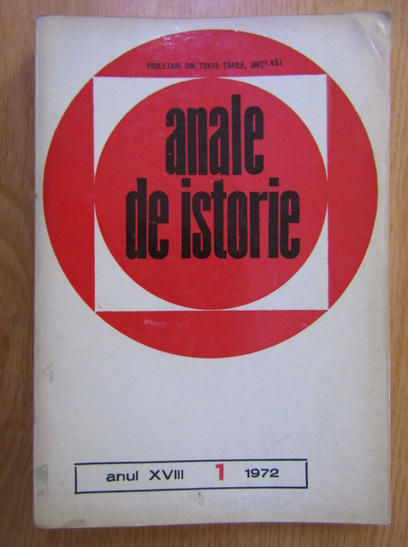 PROLETARI DIN TOATE ȚĂRILE, UNIȚI-VĂ!
anale
de istorie
anul XVIII 1 1972